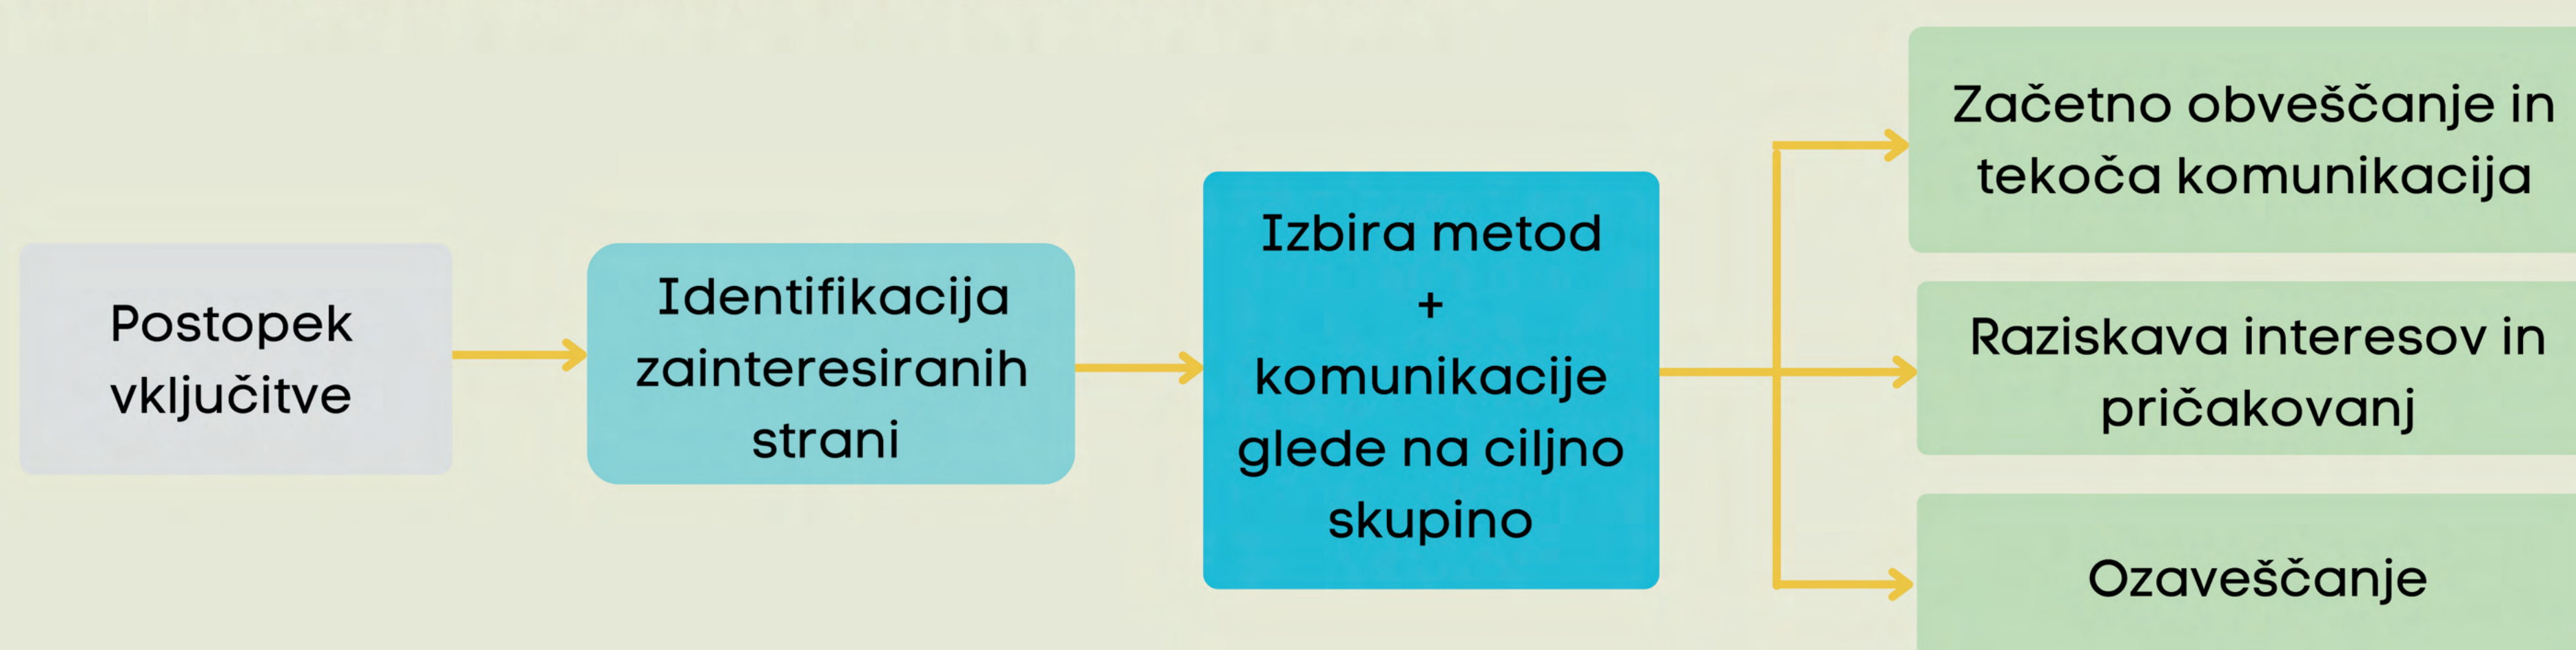 Postopek
vključitve
Identifikacija
zainteresiranih
strani
Izbira metod
+
komunikacije
glede na ciljno
skupino
Začetno obveščanje in
tekoča komunikacija
Raziskava interesov in
pričakovanj
Ozaveščanje